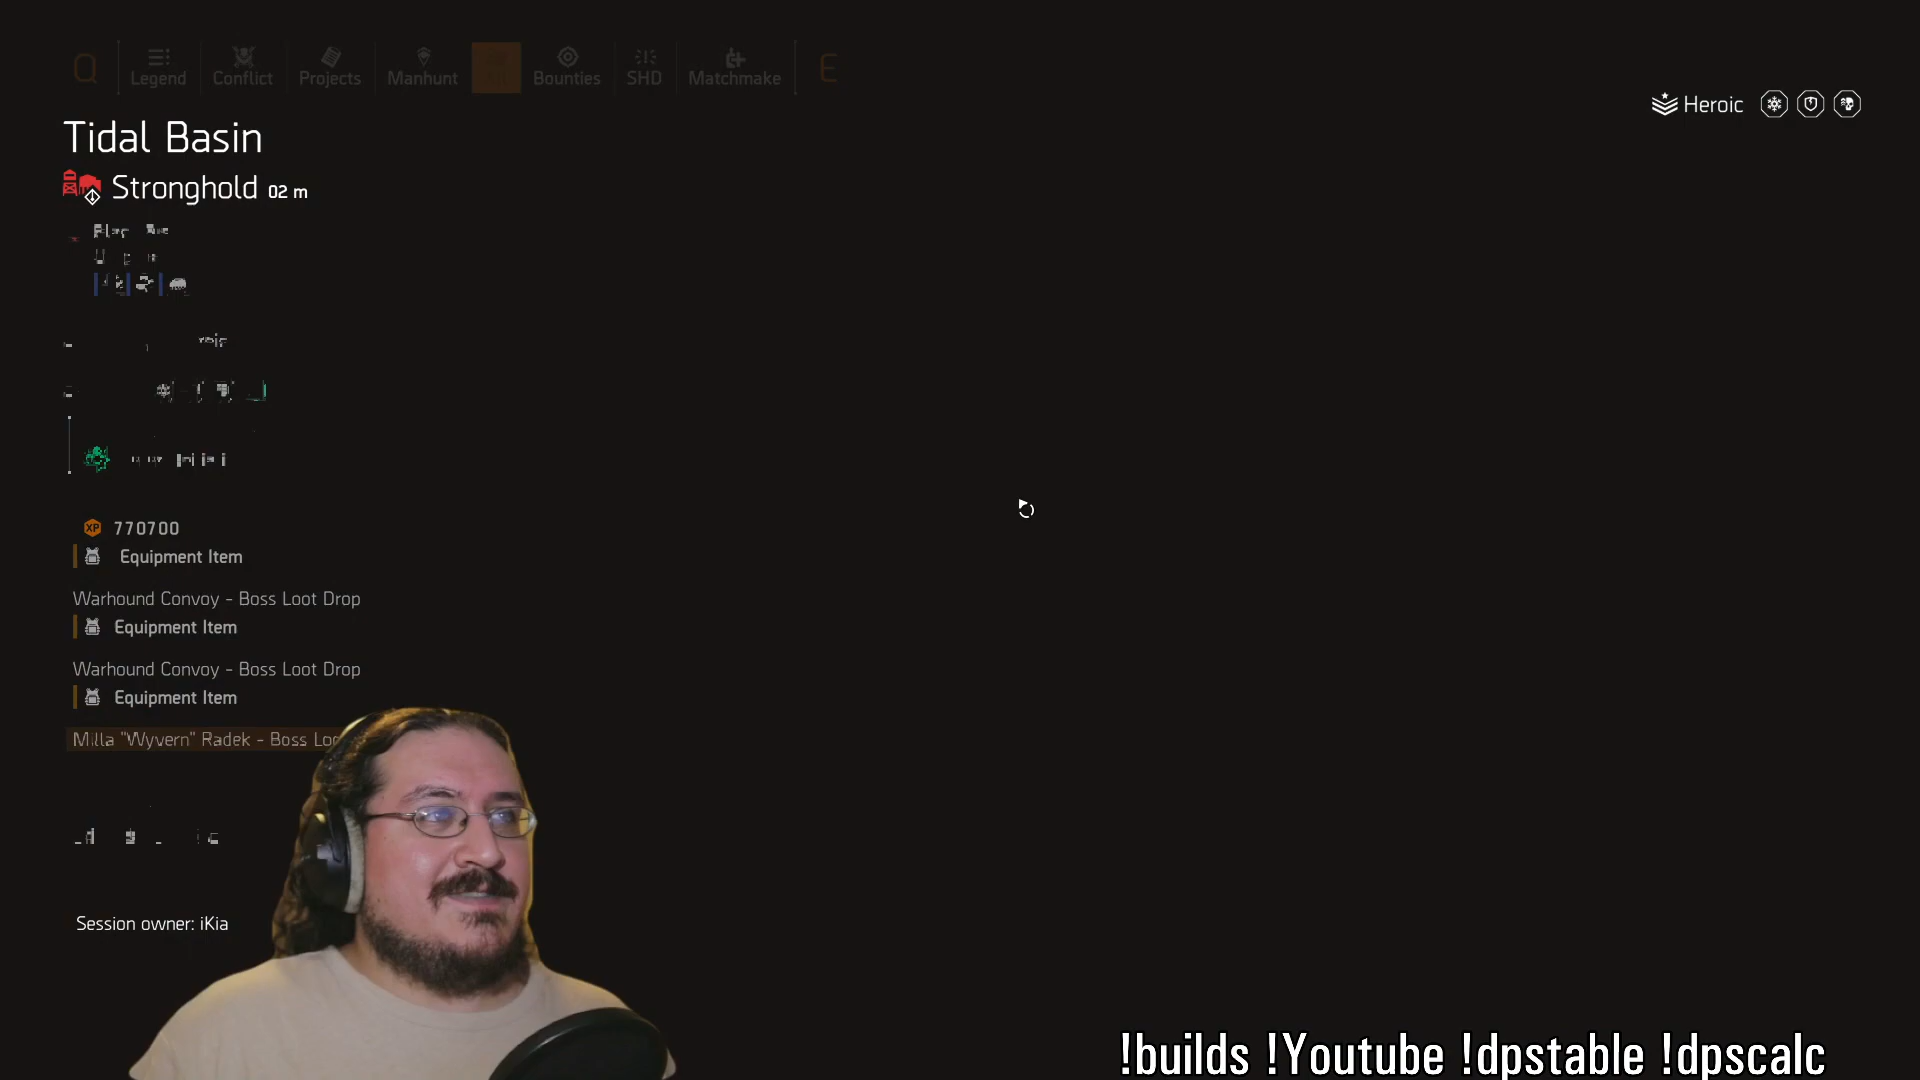 Q Legend Conflict Projects Manhunt Bounties SHD Matchmake E
Heroic
Tidal Basin
Stronghold 02 m
XP 770700
Equipment Item
Warhound Convoy - Boss Loot Drop
Equipment Item
Warhound Convoy - Boss Loot Drop
Equipment Item
Milla "Wyvern" Radek - Boss
Session owner: iKia
!builds !Youtube !dpstable !dpscalc